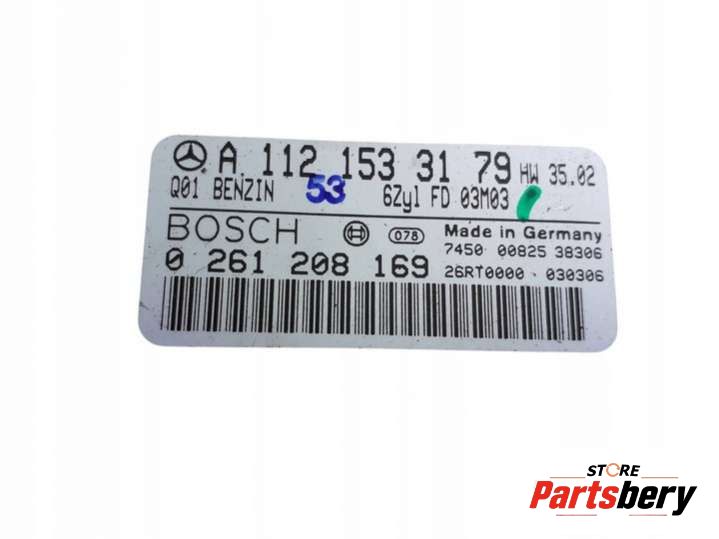 A 112 153 31 79 HW 35.02
Q01 BENZIN 53 6Zyl FD 03M03
BOSCH 078 Made in Germany
7450 00825 38306
0 261 208 169 26RT0000 030306
STORE
Partsbery